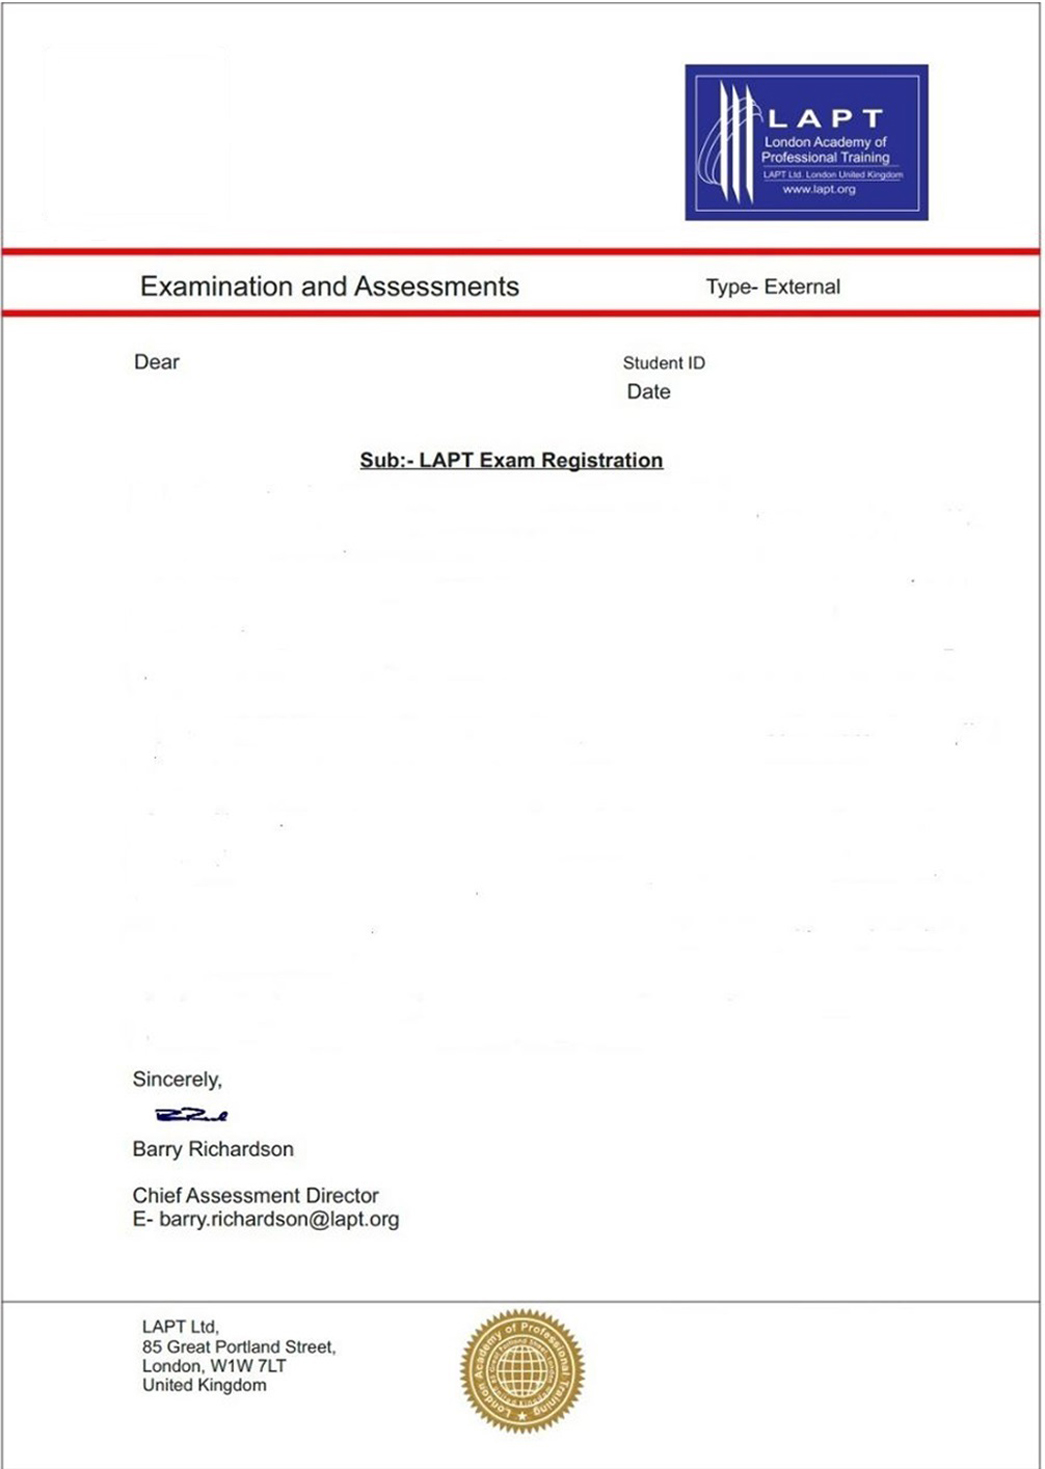 LAPT
London Academy of
Professional Training
LAPT Ltd. London United Kingdom
www.lapt.org
Examination and Assessments
Type- External
Dear
Student ID
Date
Sub:- LAPT Exam Registration
Sincerely,
Barry Richardson
Chief Assessment Director
E- barry.richardson@lapt.org
LAPT Ltd,
85 Great Portland Street,
London, W1W 7LT
United Kingdom
London Academy of Professional Training